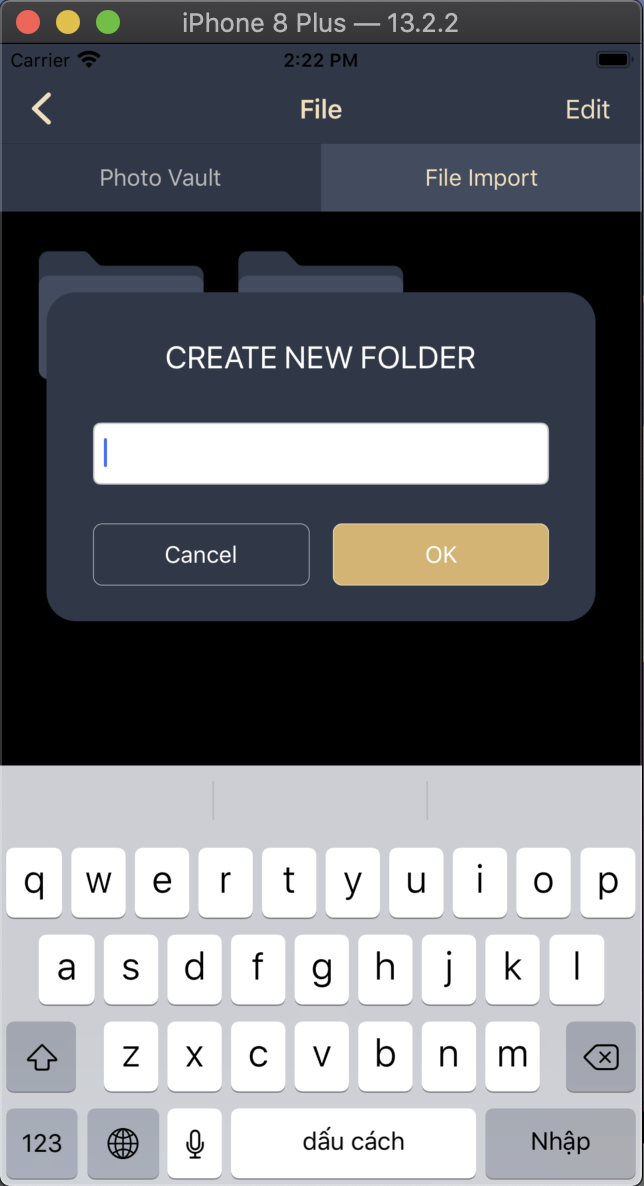 iPhone 8 Plus — 13.2.2
Carrier 2:22 PM
File Edit
Photo Vault File Import
CREATE NEW FOLDER
Cancel OK
q w e r t y u i o p
a s d f g h j k l
z x c v b n m
123 dấu cách Nhập